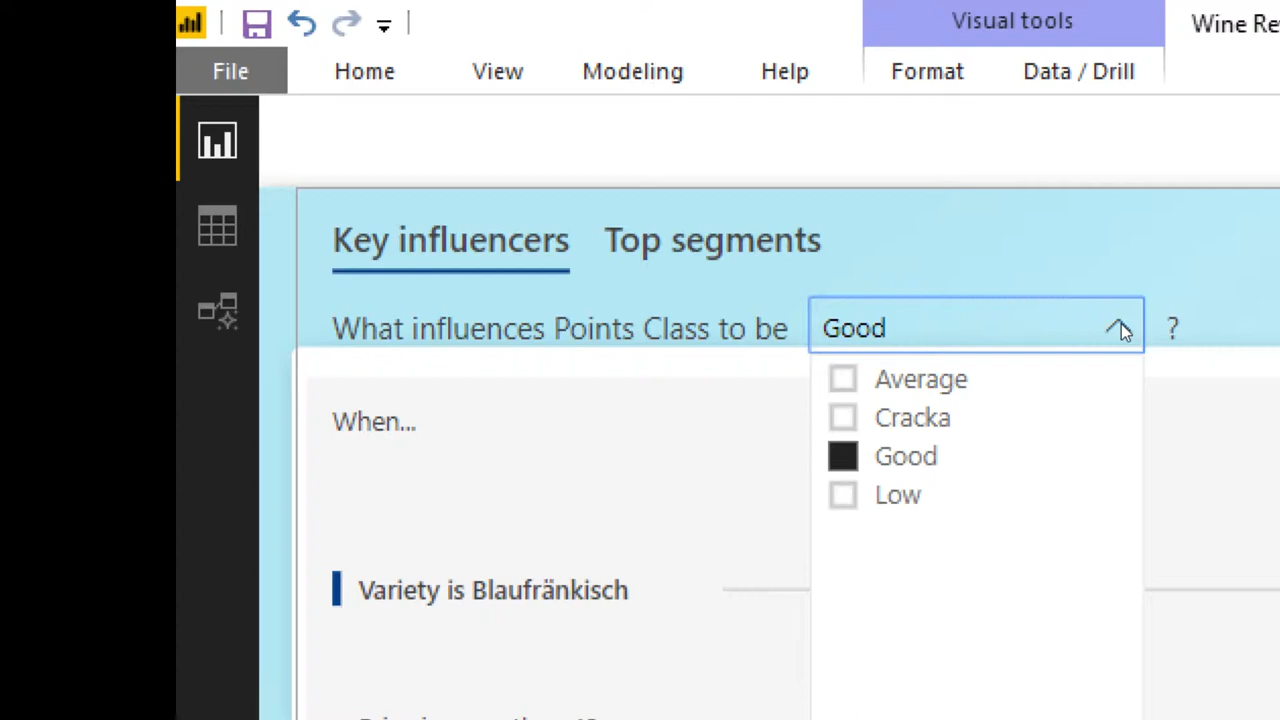 Visual tools
Wine Re
File Home View Modeling Help Format Data / Drill
Key influencers Top segments
What influences Points Class to be Good ?
Average
When...
Cracka
Good
Low
Variety is Blaufränkisch